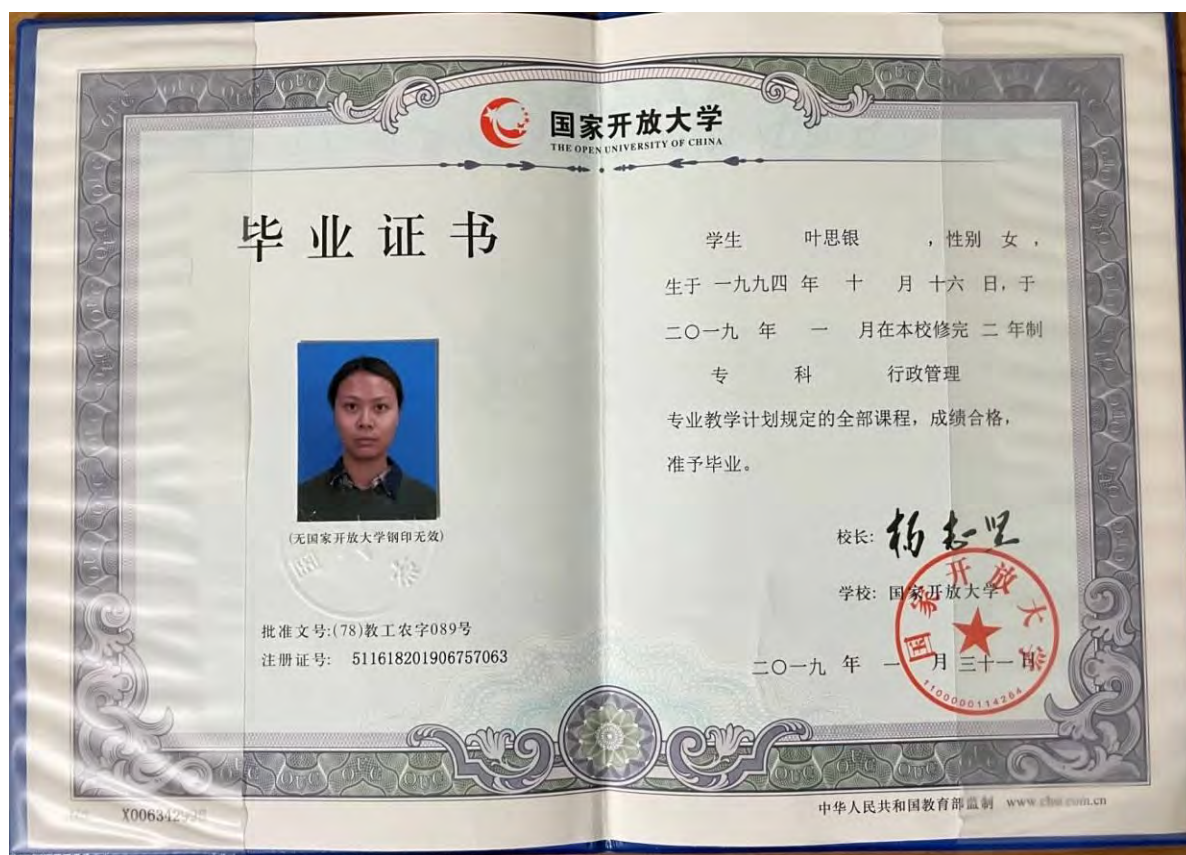 国家开放大学
THE OPEN UNIVERSITY OF CHINA
毕业证书
(无国家开放大学钢印无效)
批准文号:(78)教工农字089号
注册证号: 511618201906757063
学生 叶思银 ,性别 女 ,
生于 一九九四 年 十 月 十六 日, 于
二〇一九 年 一 月在本校修完 二 年制
专 科 行政管理
专业教学计划规定的全部课程, 成绩合格,
准予毕业。
校长:
学校: 国家开放大学
二〇一九 年 一 月 三十一 日
国家开放大学
1100000114264
中华人民共和国教育部监制